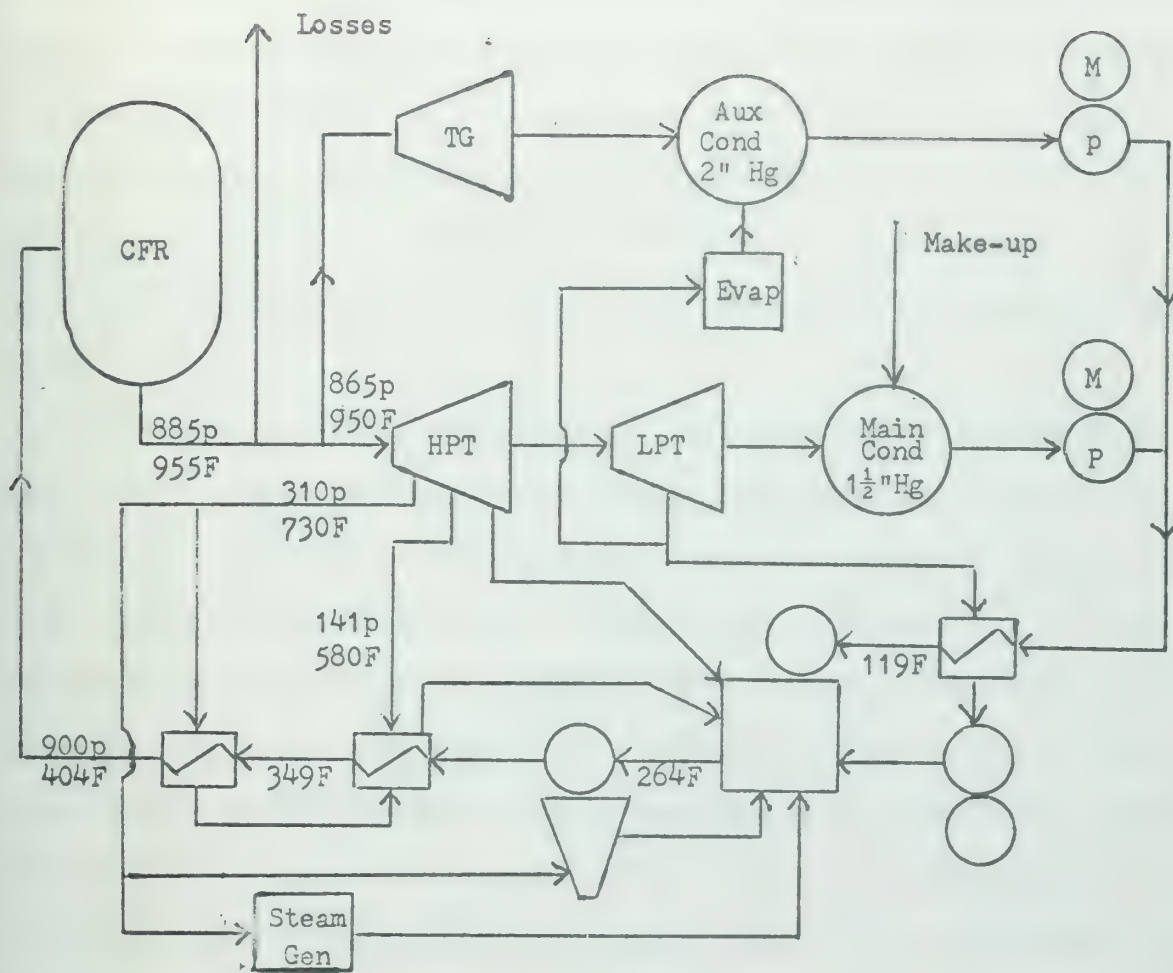 Losses
M
TG
Aux
Cond
2" Hg
p
CFR
Make-up
Evap
885p
955F
865p
950F
HPT
LPT
Main
Cond
1½"Hg
M
P
310p
730F
141p
580F
119F
900p
404F
349F
264F
Steam
Gen